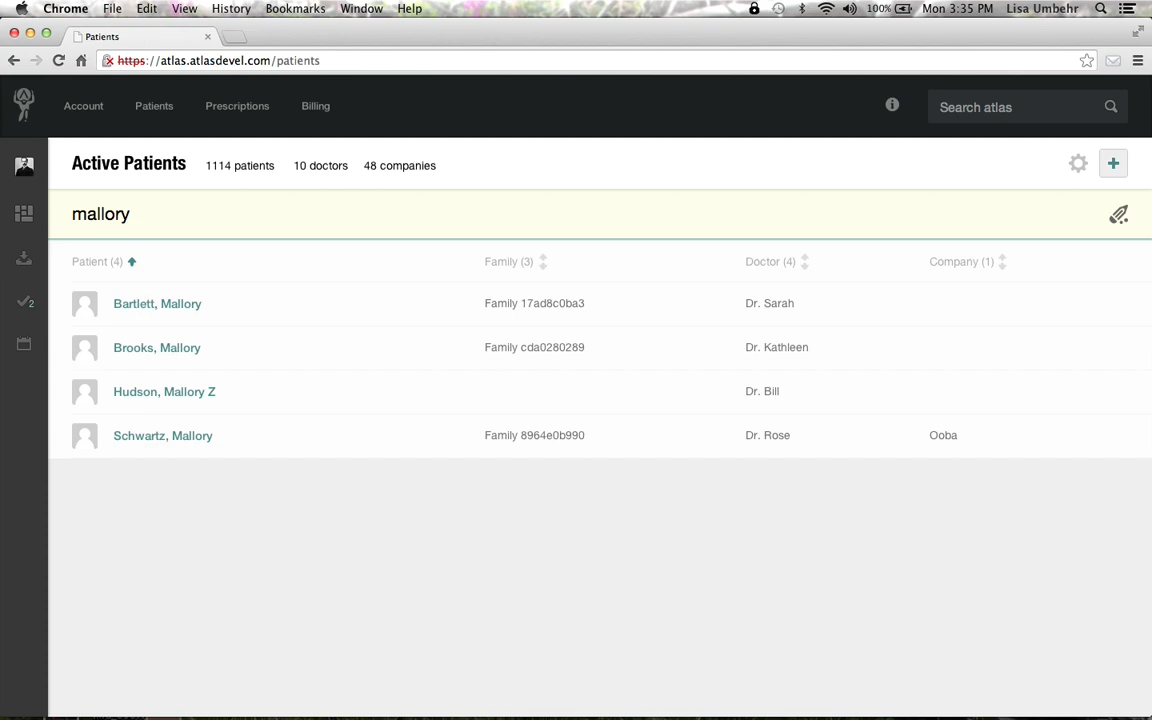 Chrome File Edit View History Bookmarks Window Help 100% Mon 3:35 PM Lisa Umbehr
Patients
https://atlas.atlasdevel.com/patients
Account Patients Prescriptions Billing Search atlas
Active Patients 1114 patients 10 doctors 48 companies
mallory
Patient (4) Family (3) Doctor (4) Company (1)
Bartlett, Mallory Family 17ad8c0ba3 Dr. Sarah
Brooks, Mallory Family cda0280289 Dr. Kathleen
2
Hudson, Mallory Z Dr. Bill
Schwartz, Mallory Family 8964e0b990 Dr. Rose Ooba